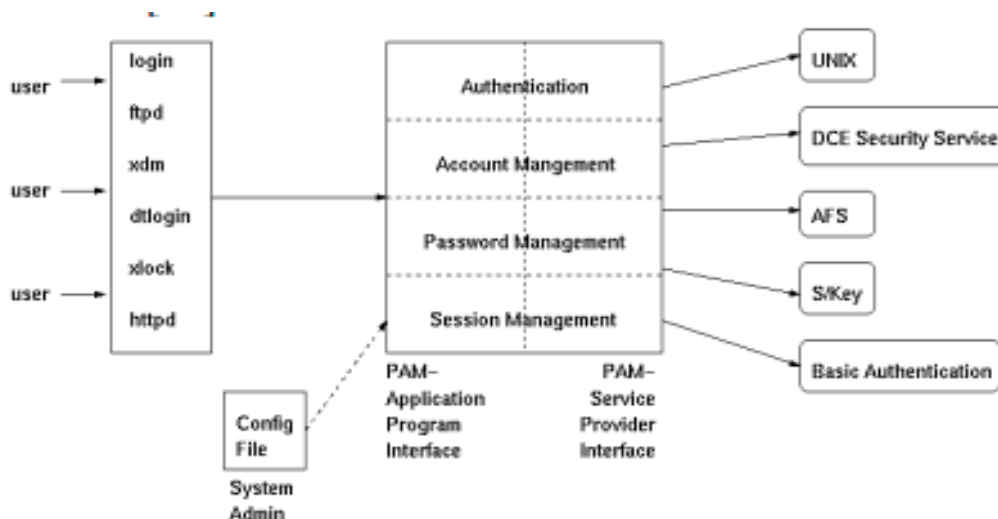 user
user
user
login
ftpd
xdm
dtlogin
xlock
httpd
Authentication
Account Mangement
Password Management
Session Management
PAM–
Application
Program
Interface
PAM–
Service
Provider
Interface
Config
File
System
Admin
UNIX
DCE Security Service
AFS
S/Key
Basic Authentication